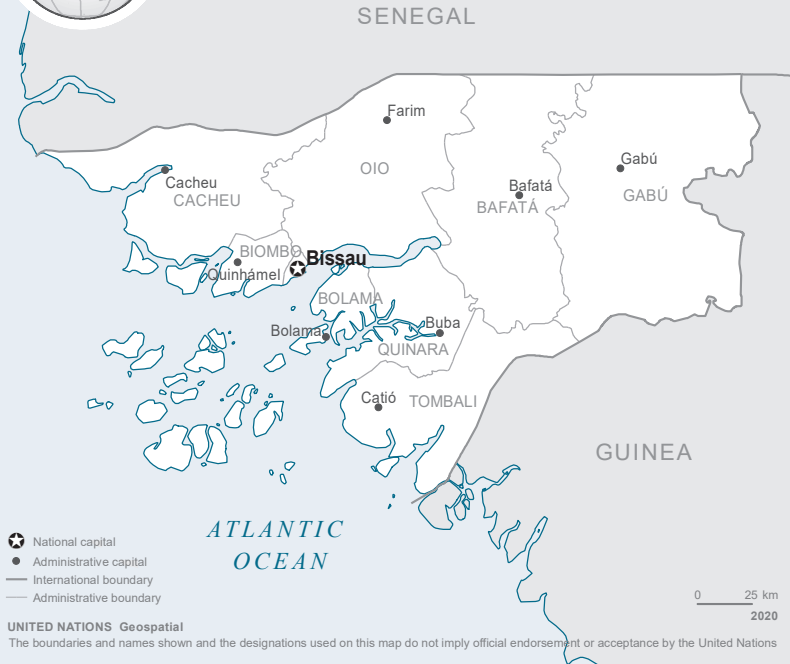 SENEGAL
Farim
OIO
Gabú
GABÚ
Bafatá
BAFATÁ
Cacheu
CACHEU
BIOMBO
Bissau
Quinhámel
BOLAMA
Bolama
Buba
QUINARA
Catió
TOMBALI
GUINEA
ATLANTIC
OCEAN
National capital
Administrative capital
International boundary
Administrative boundary
0 25 km
2020
UNITED NATIONS Geospatial
The boundaries and names shown and the designations used on this map do not imply official endorsement or acceptance by the United Nations